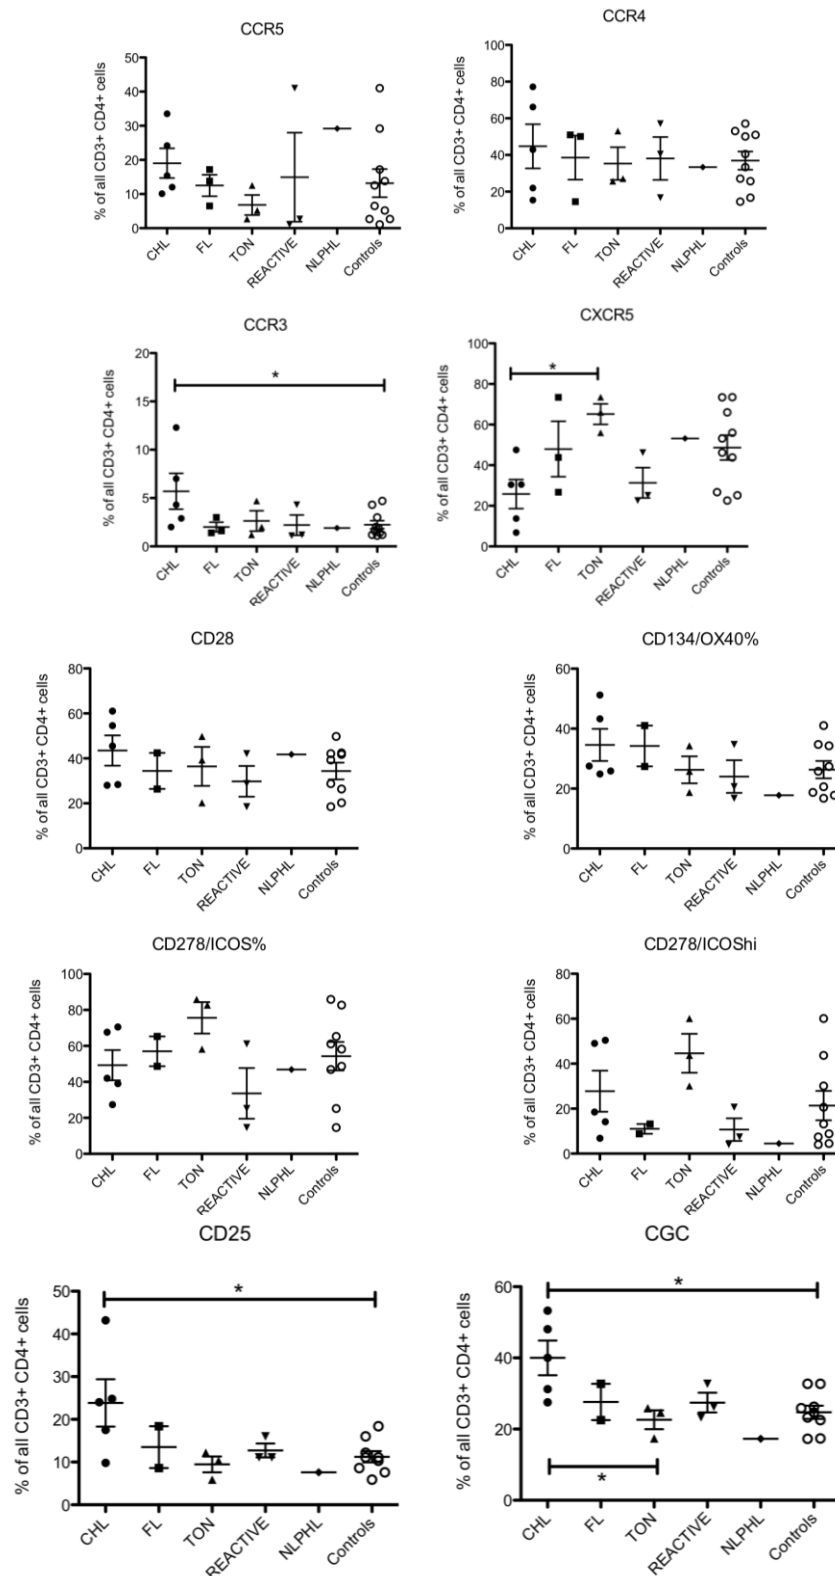 CCR5
% of all CD3+ CD4+ cells
50
40
30
20
10
0
CHL
FL
TON
REACTIVE
NLPHL
Controls
CCR4
% of all CD3+ CD4+ cells
100
80
60
40
20
0
CHL
FL
TON
REACTIVE
NLPHL
Controls
CCR3
% of all CD3+ CD4+ cells
20
15
10
5
0
*
CHL
FL
TON
REACTIVE
NLPHL
Controls
CXCR5
% of all CD3+ CD4+ cells
100
80
60
40
20
0
*
CHL
FL
TON
REACTIVE
NLPHL
Controls
CD28
% of all CD3+ CD4+ cells
80
60
40
20
0
CHL
FL
TON
REACTIVE
NLPHL
Controls
CD134/OX40%
% of all CD3+ CD4+ cells
60
40
20
0
CHL
FL
TON
REACTIVE
NLPHL
Controls
CD278/ICOS%
% of all CD3+ CD4+ cells
100
80
60
40
20
0
CHL
FL
TON
REACTIVE
NLPHL
Controls
CD278/ICOShi
% of all CD3+ CD4+ cells
80
60
40
20
0
CHL
FL
TON
REACTIVE
NLPHL
Controls
CD25
% of all CD3+ CD4+ cells
50
40
30
20
10
0
*
CHL
FL
TON
REACTIVE
NLPHL
Controls
CGC
% of all CD3+ CD4+ cells
60
40
20
0
*
*
CHL
FL
TON
REACTIVE
NLPHL
Controls